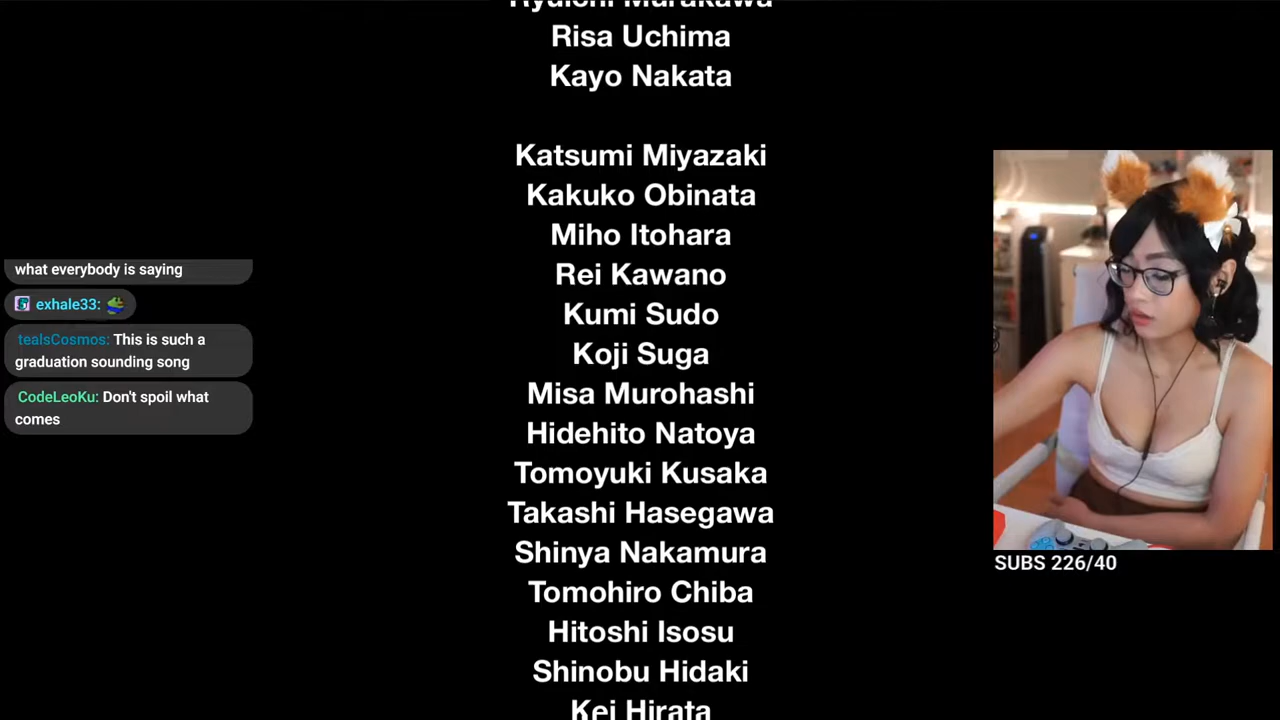 Ryuichi Murakawa
Risa Uchima
Kayo Nakata
Katsumi Miyazaki
Kakuko Obinata
Miho Itohara
Rei Kawano
Kumi Sudo
Koji Suga
Misa Murohashi
Hidehito Natoya
Tomoyuki Kusaka
Takashi Hasegawa
Shinya Nakamura
Tomohiro Chiba
Hitoshi Isosu
Shinobu Hidaki
Kei Hirata
what everybody is saying
exhale33:
tealsCosmos: This is such a
graduation sounding song
CodeLeoKu: Don't spoil what
comes
SUBS 226/40